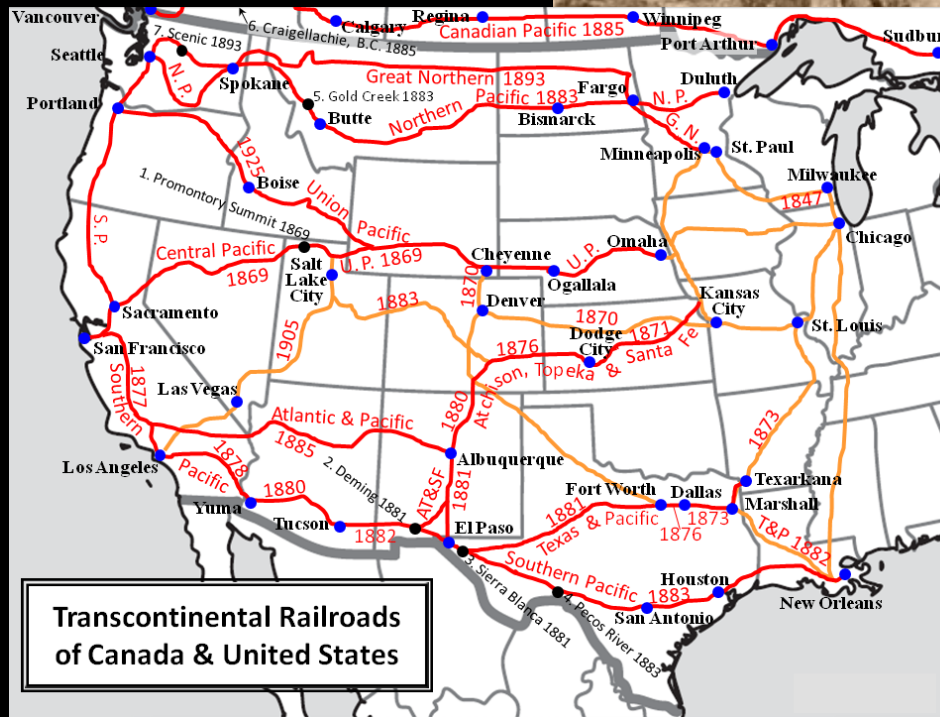 Vancouver
Calgary
Regina
Winnipeg
Canadian Pacific 1885
6. Craigellachie, B.C. 1885
Port Arthur
Sudbur
7. Scenic 1893
Seattle
N.P.
Spokane
Great Northern 1893
5. Gold Creek 1883
Butte
Northern Pacific 1883
Bismarck
Fargo
N. P.
Duluth
G. N.
Portland
Minneapolis
St. Paul
Milwaukee
1847
Chicago
1925
Boise
1. Promontory Summit 1869
Union Pacific
S. P.
Central Pacific
1869
Salt
Lake
City
U.P. 1869
Cheyenne
Ogallala
U.P.
Omaha
1870
Denver
1883
1870
Kansas
City
St. Louis
Sacramento
San Francisco
1905
1876
Dodge
City
1871
Atchison, Topeka & Santa Fe
Southern
1877
Las Vegas
Atlantic & Pacific
1885
1880
1873
Los Angeles
Pacific
1878
1880
Yuma
2. Deming 1881
AT&SF
1881
Albuquerque
Texarkana
Fort Worth
Dallas
Marshall
1881
Texas & Pacific
1873
1876
T&P 1882
Tucson
1882
El Paso
3. Sierra Blanca 1881
Southern Pacific
1883
4. Pecos River 1883
Houston
San Antonio
New Orleans
Transcontinental Railroads
of Canada & United States